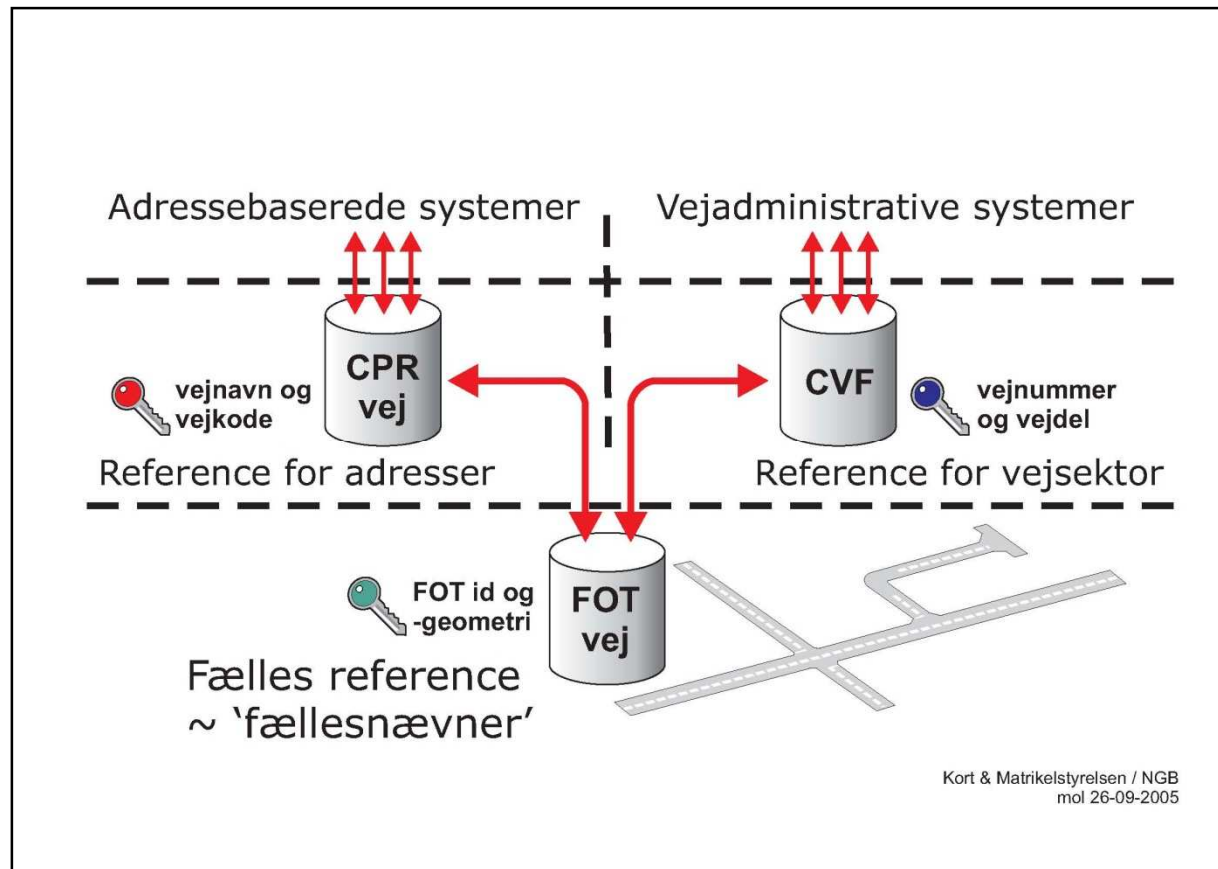 Adressebaserede systemer
Vejadministrative systemer
CPR
vej
vejnavn og
vejkode
Reference for adresser
CVF
vejnummer
og vejdel
Reference for vejsektor
FOT id og
-geometri
FOT
vej
Fælles reference
~ ‘fællesnævner’
Kort & Matrikelstyrelsen / NGB
mol 26-09-2005